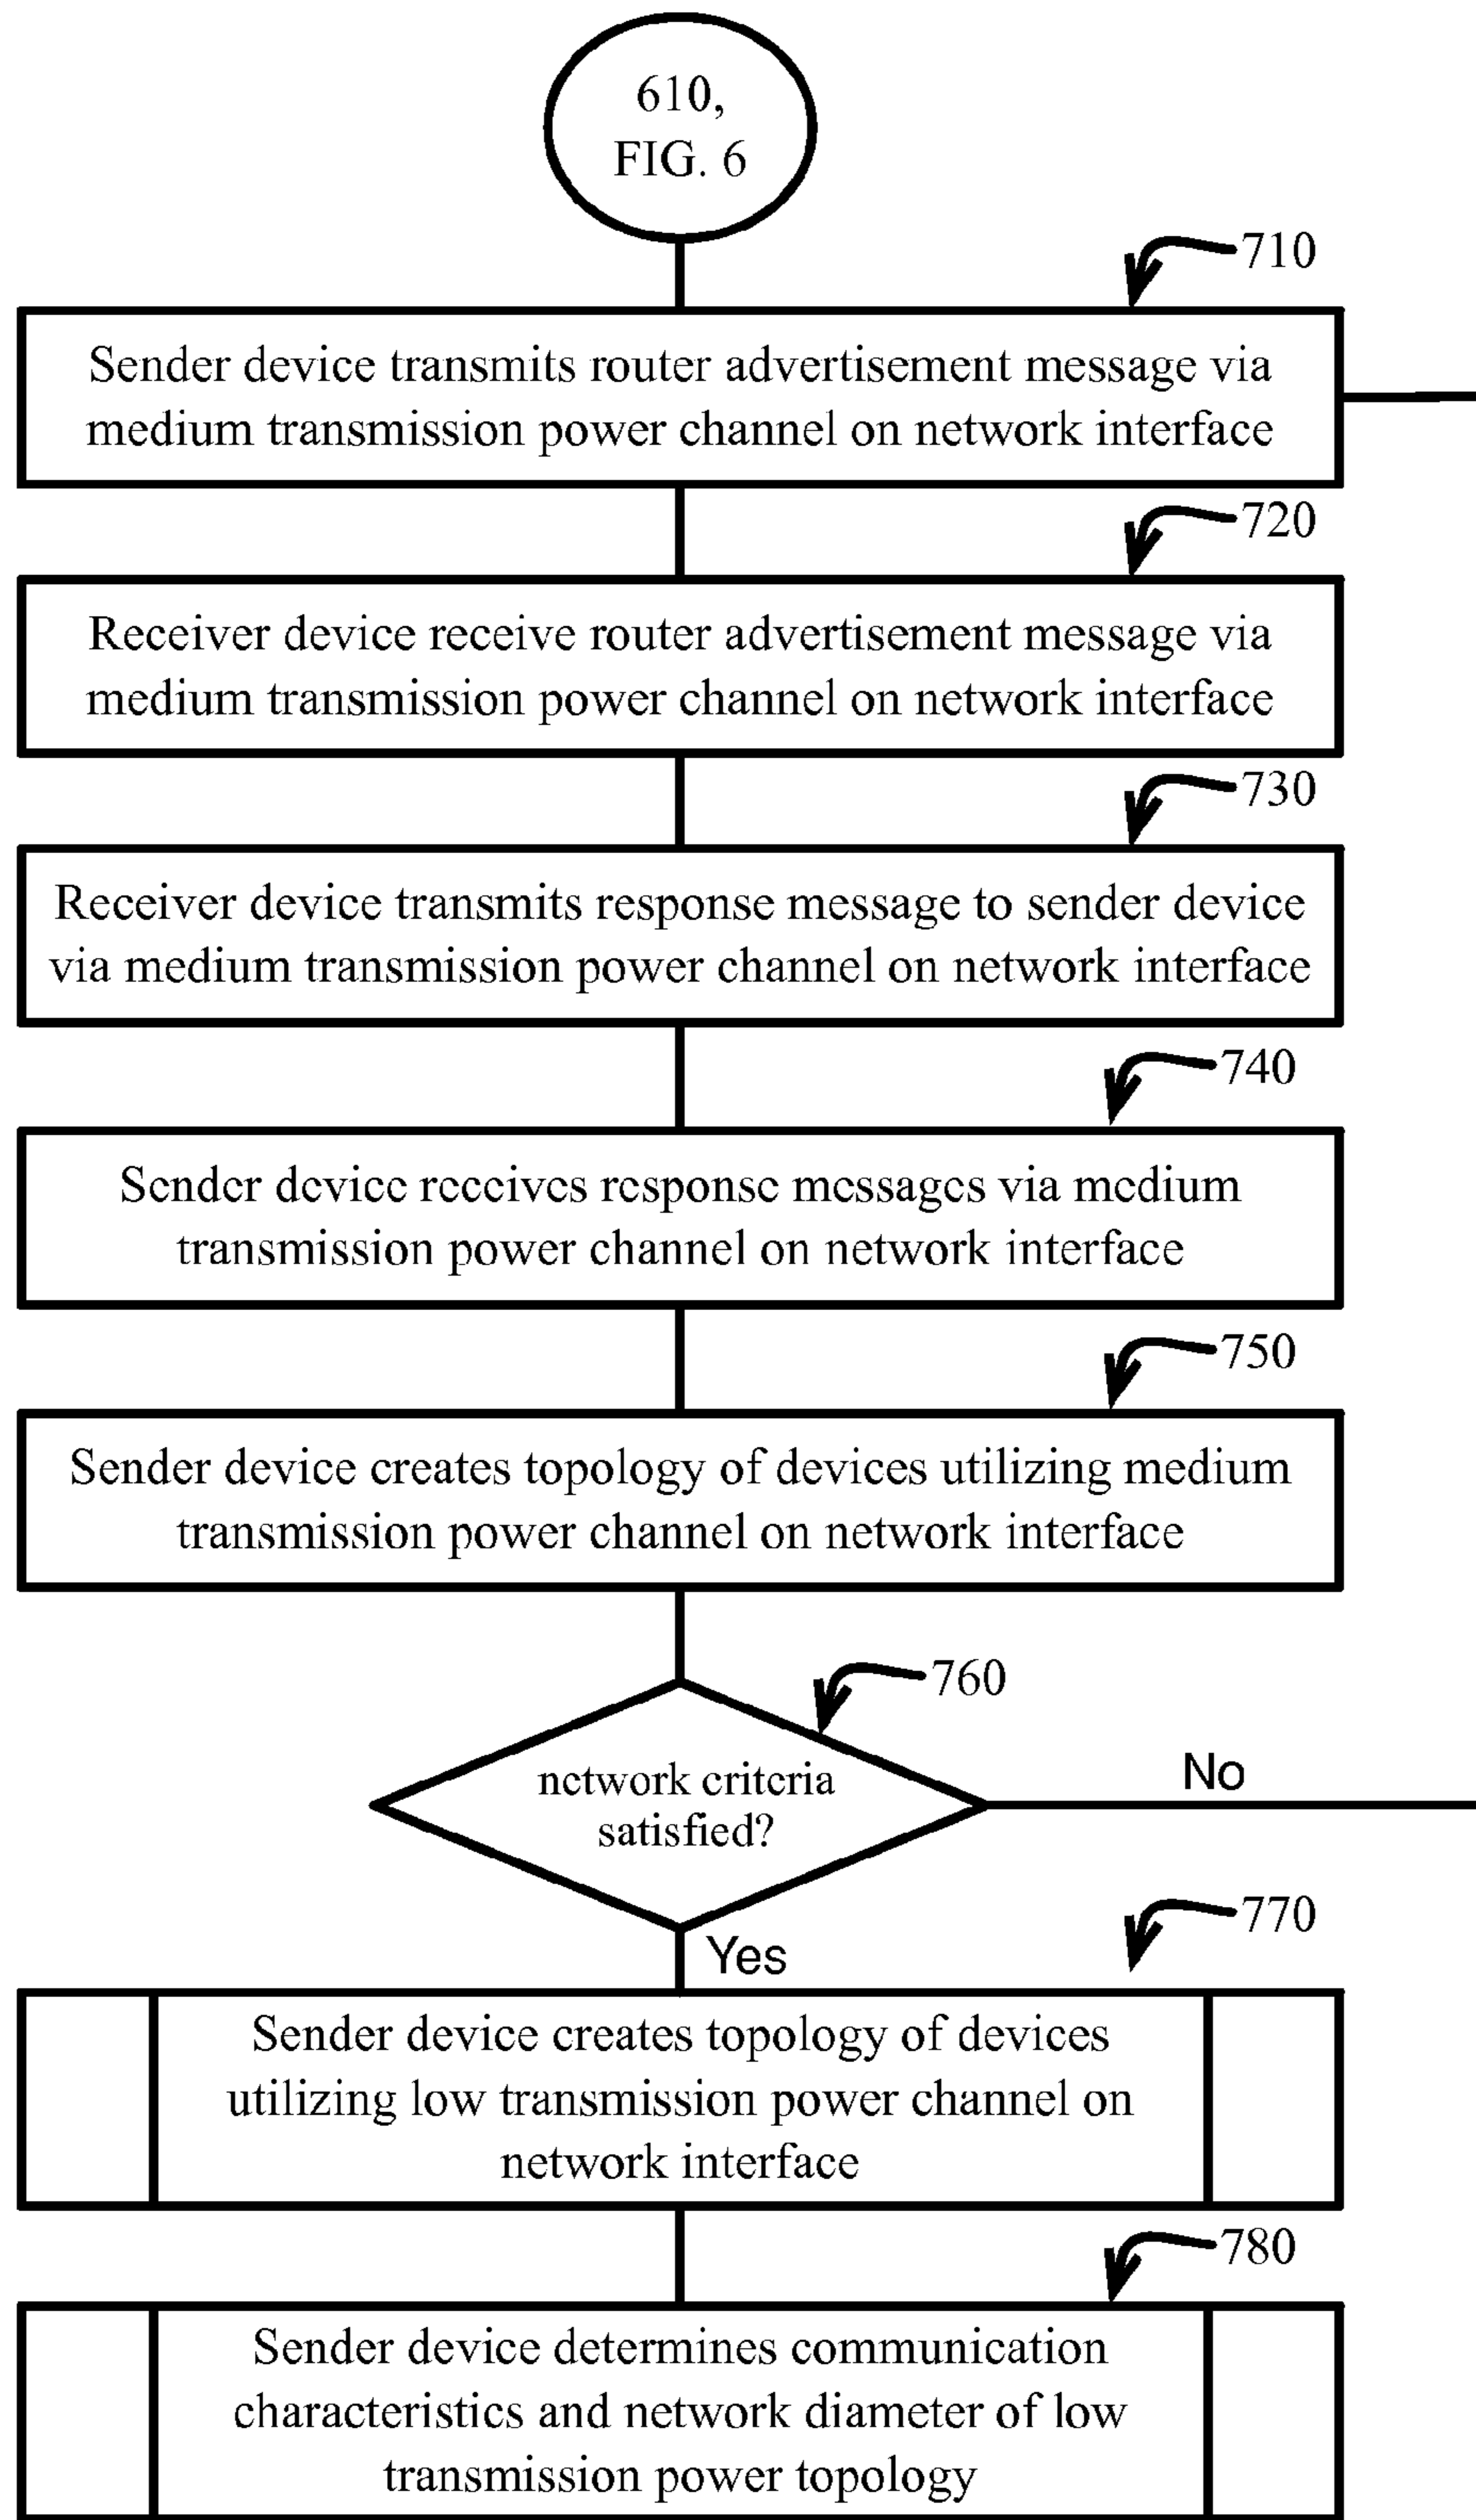 610,
FIG. 6
710
Sender device transmits router advertisement message via
medium transmission power channel on network interface
720
Receiver device receive router advertisement message via
medium transmission power channel on network interface
730
Receiver device transmits response message to sender device
via medium transmission power channel on network interface
740
Sender device receives response messages via medium
transmission power channel on network interface
750
Sender device creates topology of devices utilizing medium
transmission power channel on network interface
760
network criteria
satisfied?
No
Yes
770
Sender device creates topology of devices
utilizing low transmission power channel on
network interface
780
Sender device determines communication
characteristics and network diameter of low
transmission power topology